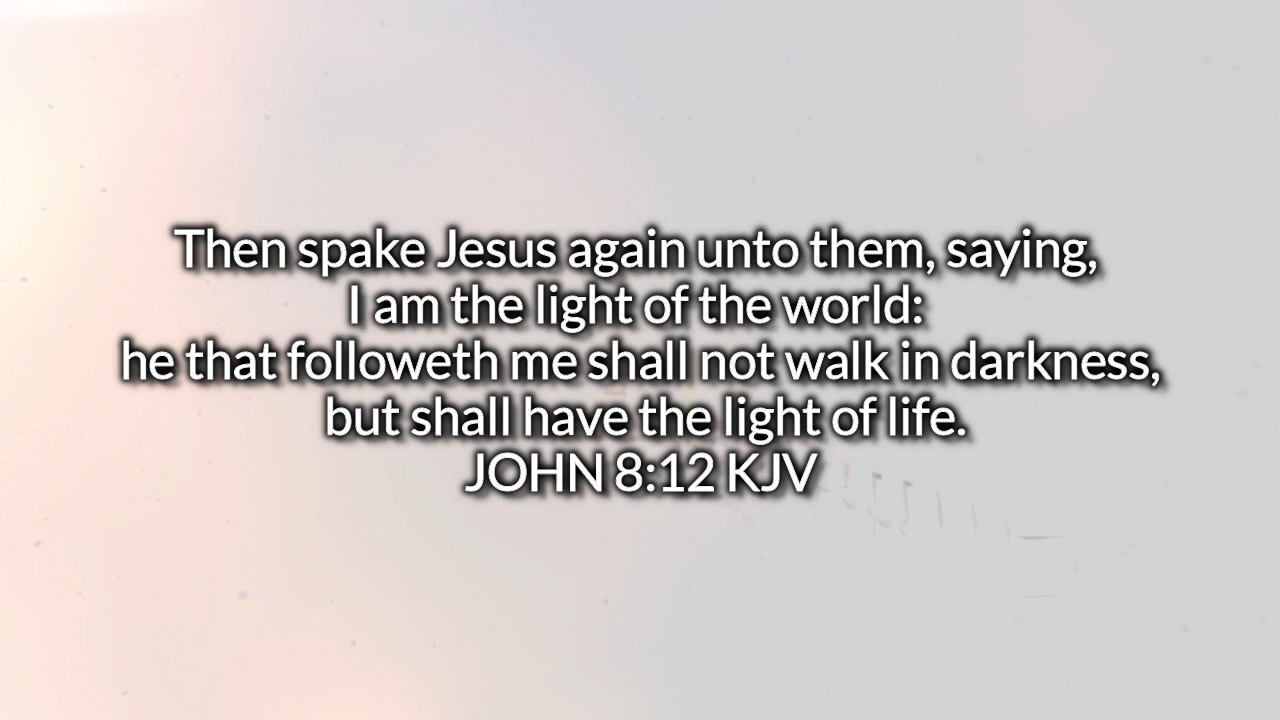 Then spake Jesus again unto them, saying,
I am the light of the world:
he that followeth me shall not walk in darkness,
but shall have the light of life.
JOHN 8:12 KJV